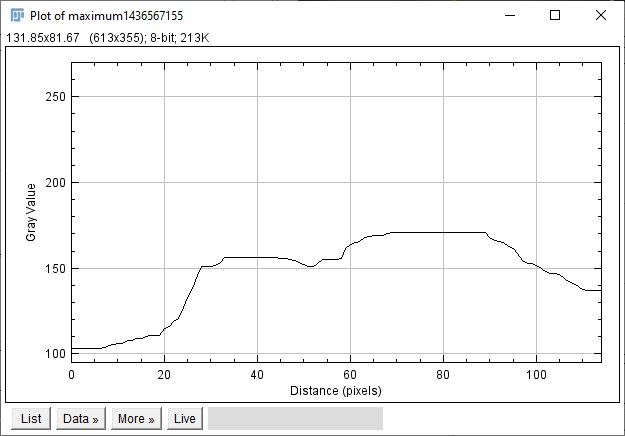 Plot of maximum1436567155
131.85x81.67 (613x355); 8-bit; 213K
250
200
150
100
Gray Value
0 20 40 60 80 100
Distance (pixels)
List Data » More » Live